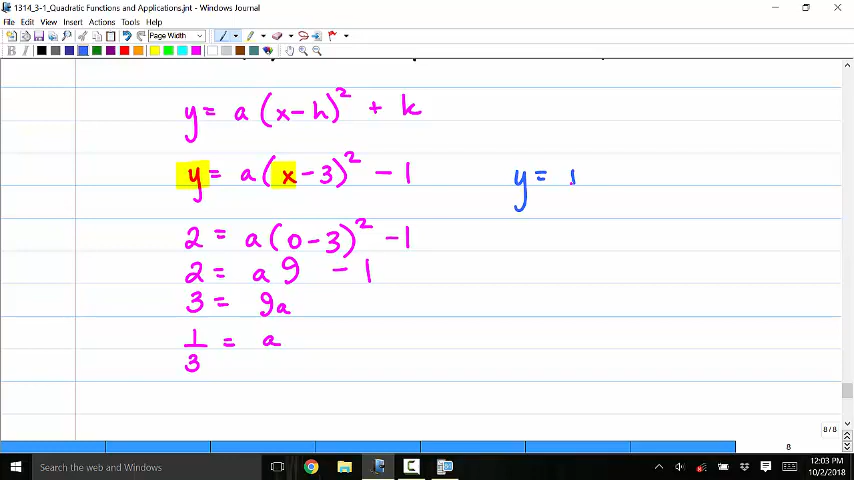 1314_3-1_Quadratic Functions and Applications.jnt - Windows Journal
File Edit View Insert Actions Tools Help
Page Width
B I
y = a (x-h)² + k
y = a (x - 3)² - 1
y =
2 = a (0 - 3)² - 1
2 = a 9 - 1
3 = 9a
1/3 = a
8/8
8
Search the web and Windows
12:03 PM
10/2/2018